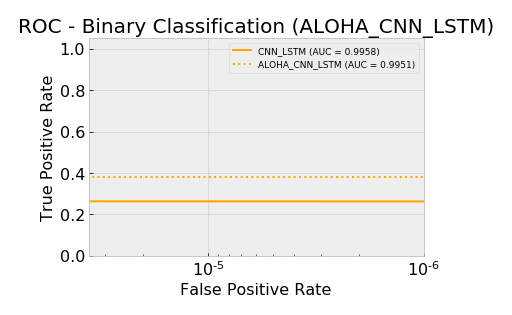 ROC - Binary Classification (ALOHA_CNN_LSTM)
CNN_LSTM (AUC = 0.9958)
ALOHA_CNN_LSTM (AUC = 0.9951)
True Positive Rate
1.0
0.8
0.6
0.4
0.2
0.0
10⁻⁵
10⁻⁶
False Positive Rate